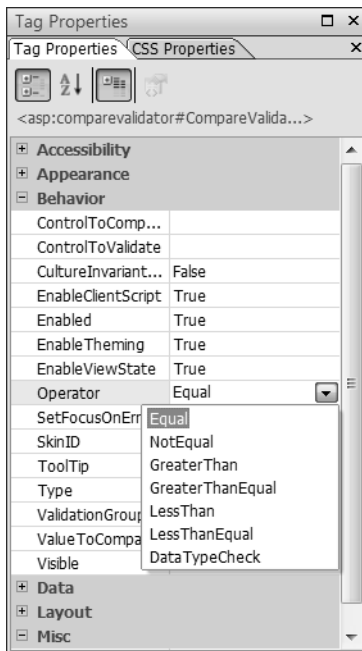 Tag Properties
Tag Properties CSS Properties
<asp:comparevalidator#CompareValida...>
Accessibility
Appearance
Behavior
ControlToComp...
ControlToValidate
CultureInvariant... False
EnableClientScript True
Enabled True
EnableTheming True
EnableViewState True
Operator Equal
SetFocusOnErr
Equal
SkinID
NotEqual
ToolTip
GreaterThan
Type
GreaterThanEqual
ValidationGroup
LessThan
ValueToCompa
LessThanEqual
Visible
DataTypeCheck
Data
Layout
Misc